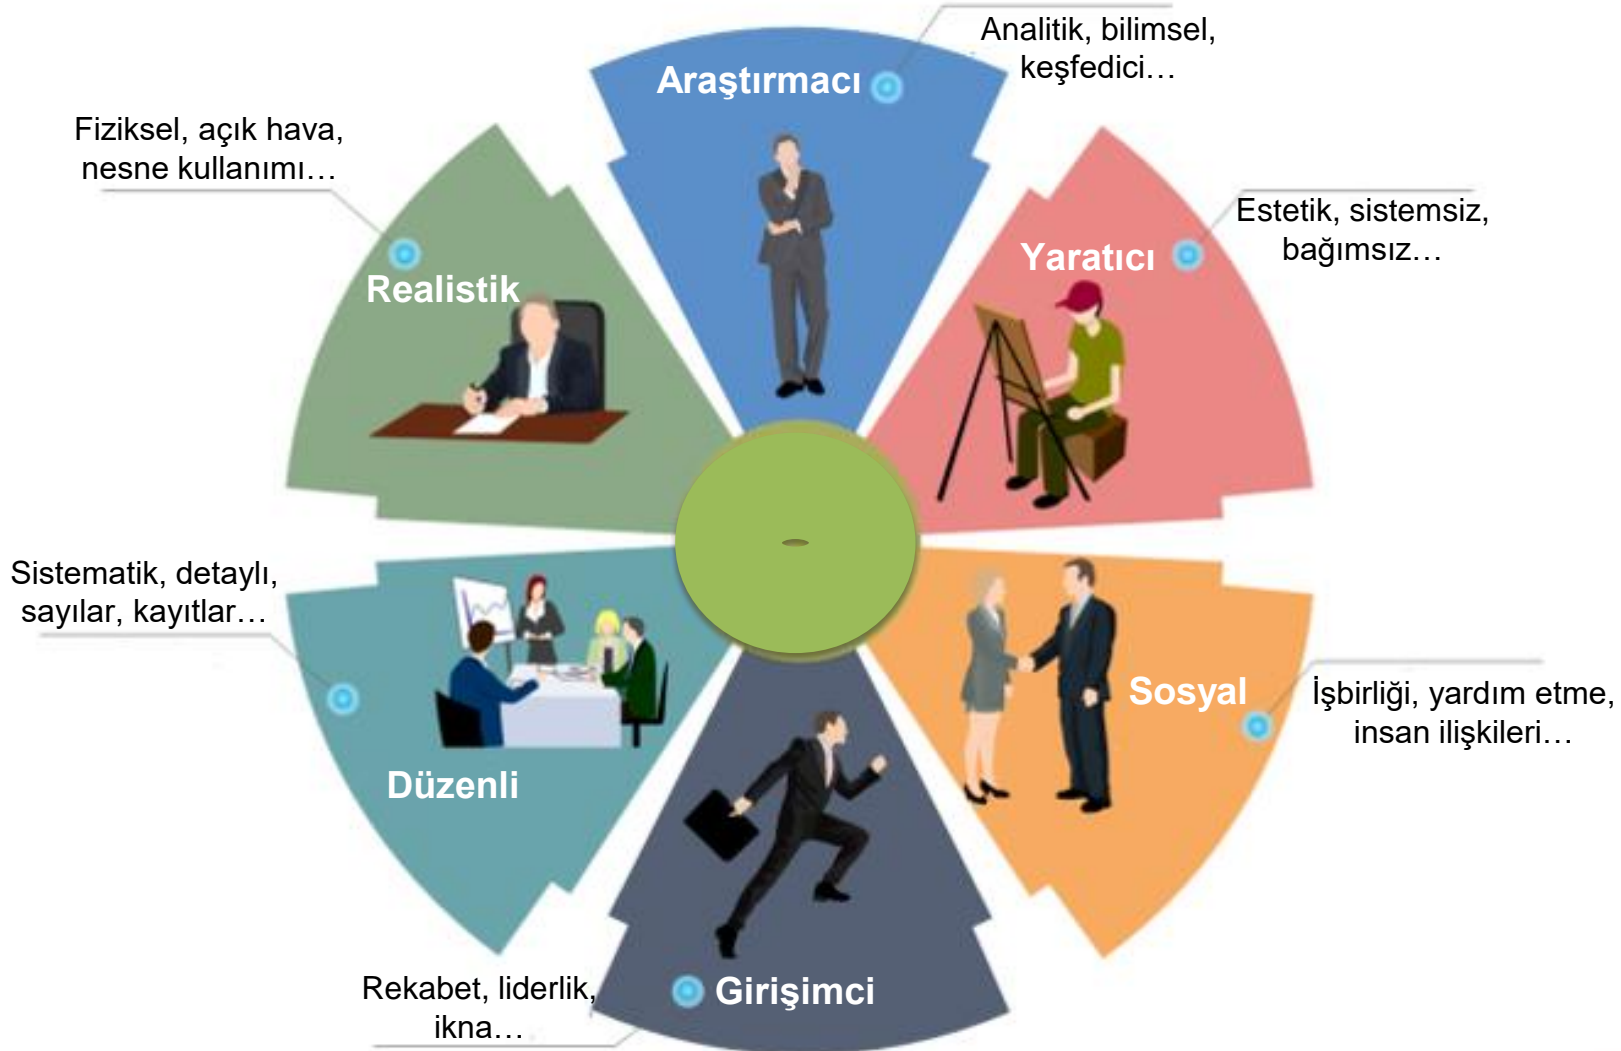 Analitik, bilimsel,
keşfedici…
Araştırmacı
Fiziksel, açık hava,
nesne kullanımı…
Realistik
Estetik, sistemsiz,
bağımsız…
Yaratıcı
Sistematik, detaylı,
sayılar, kayıtlar…
Düzenli
Sosyal
İşbirliği, yardım etme,
insan ilişkileri…
Rekabet, liderlik,
ikna…
Girişimci